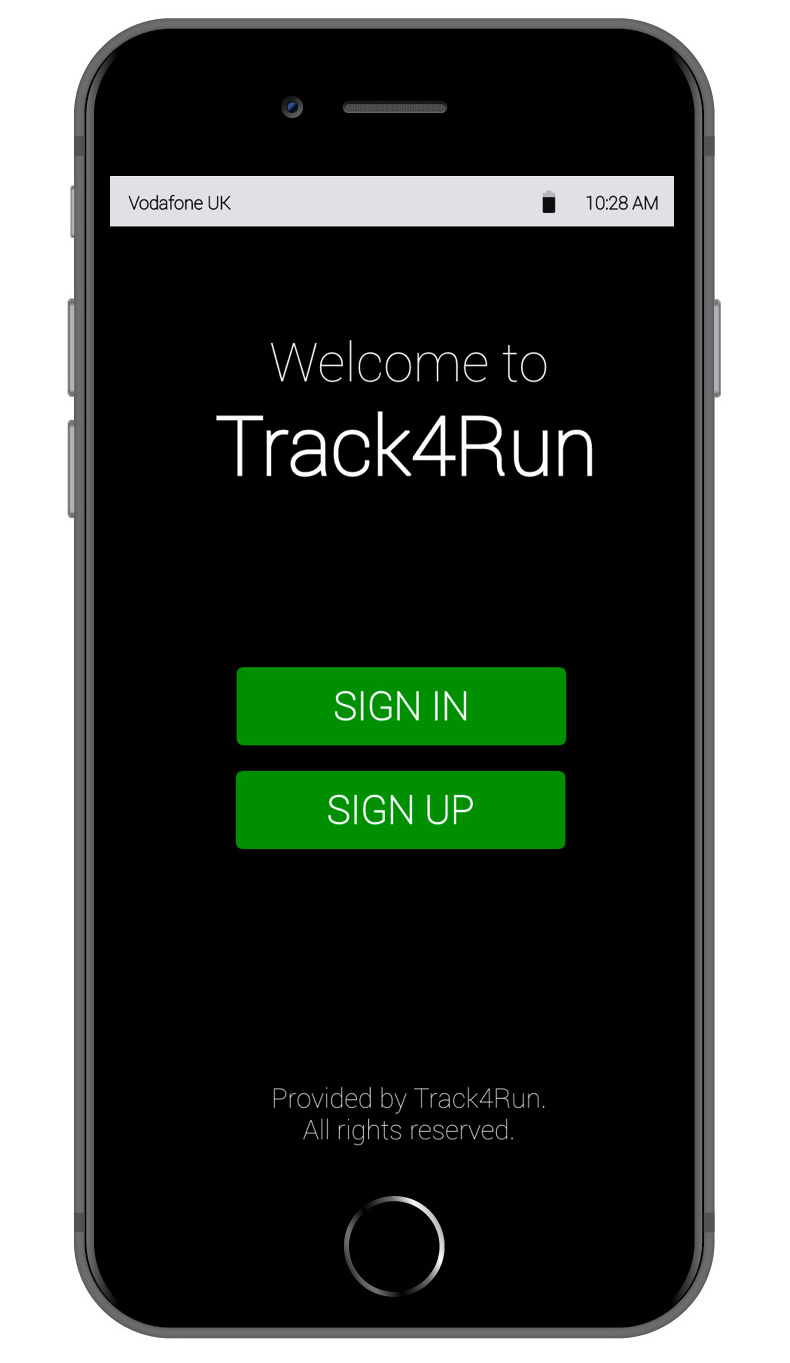 Vodafone UK 10:28 AM
Welcome to
Track4Run
SIGN IN
SIGN UP
Provided by Track4Run.
All rights reserved.